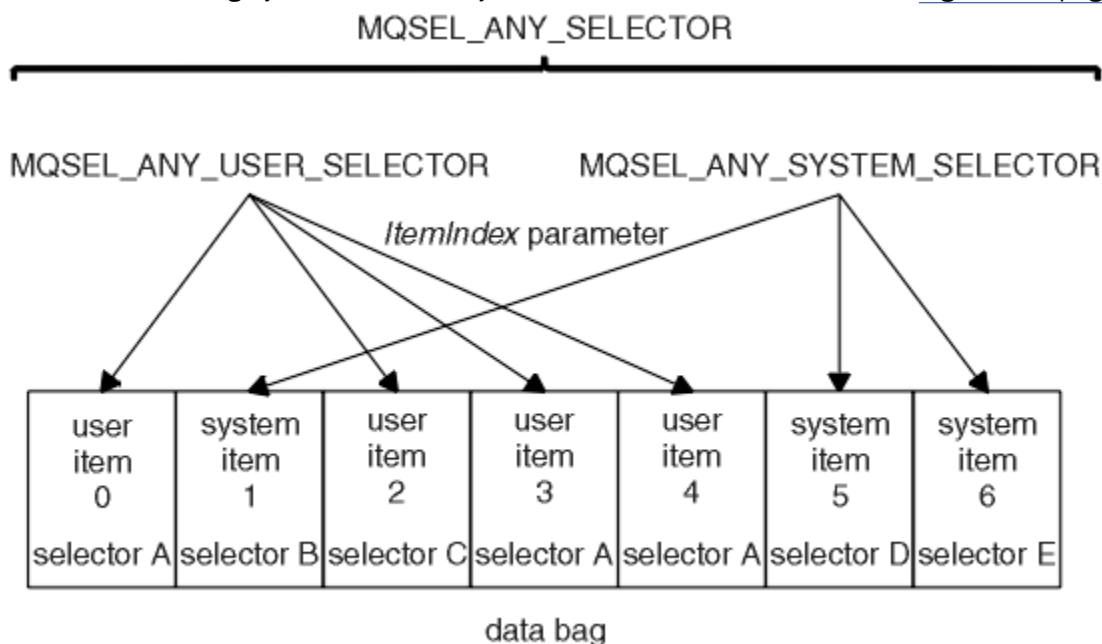 MQSEL_ANY_SELECTOR
MQSEL_ANY_USER_SELECTOR MQSEL_ANY_SYSTEM_SELECTOR
ItemIndex parameter
user system user user user system system
item item item item item item item
0 1 2 3 4 5 6
selector A selector B selector C selector A selector A selector D selector E
data bag